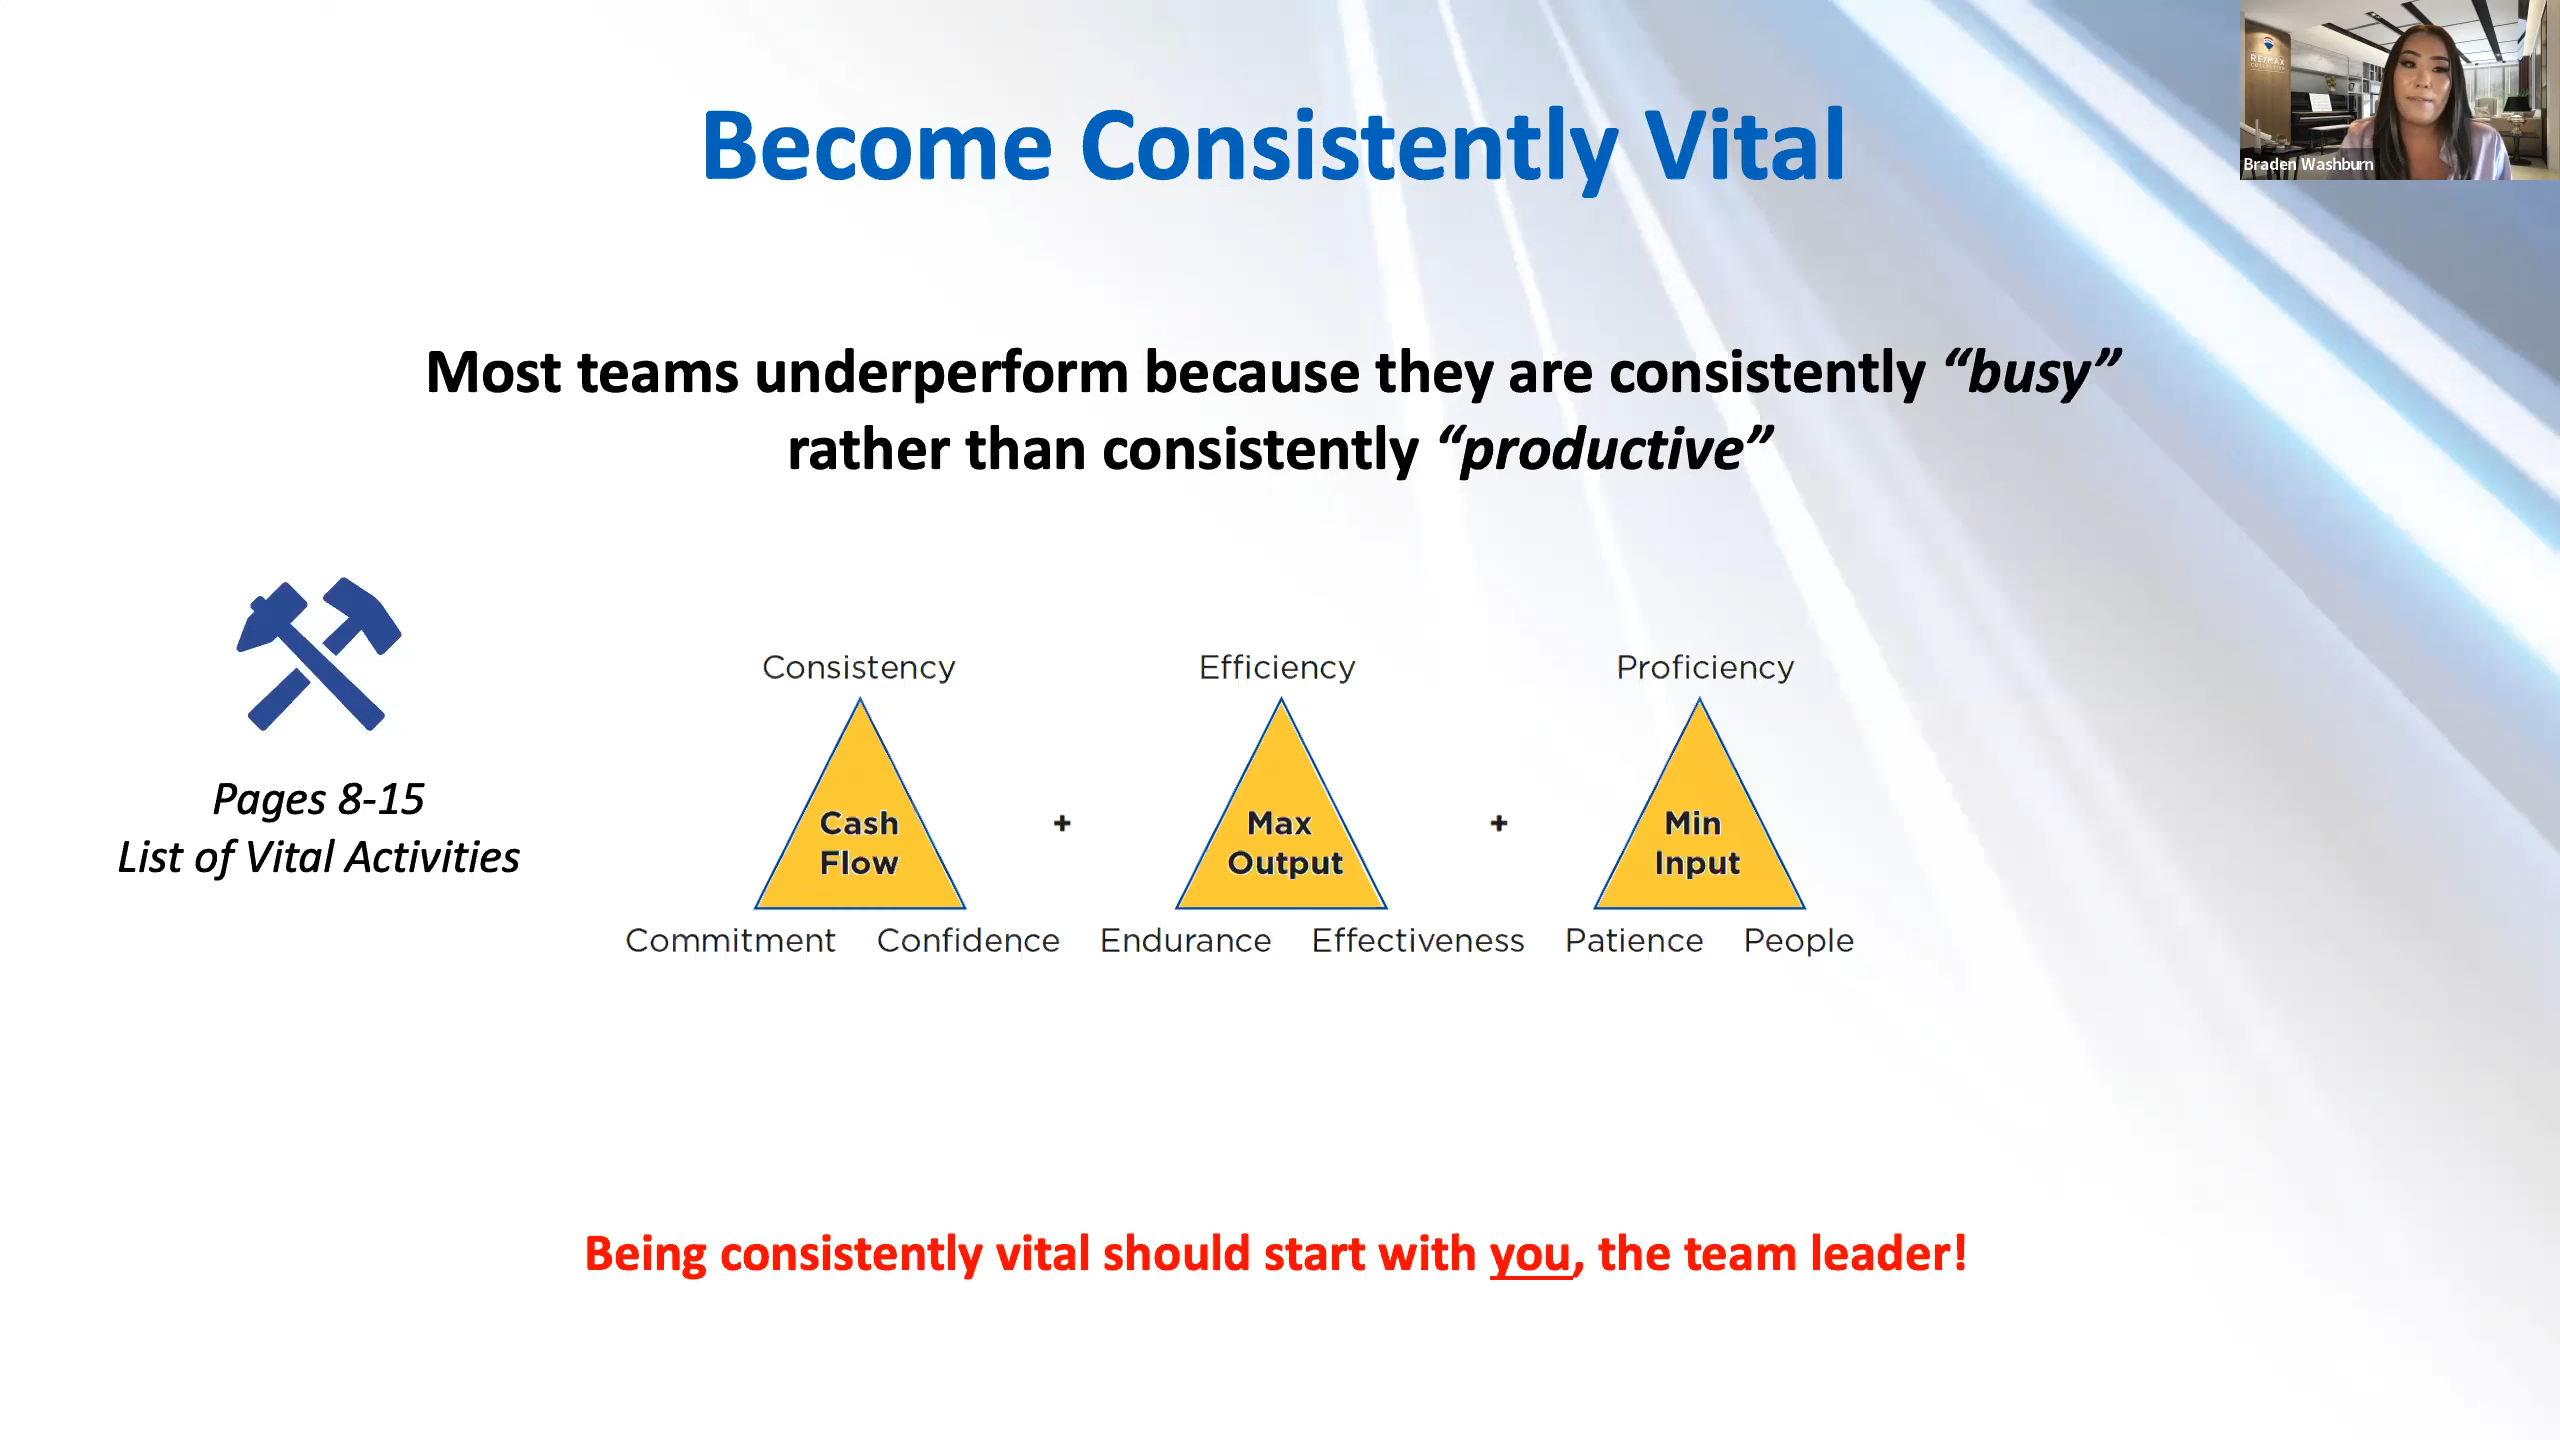 Become Consistently Vital
RE/MAX
Braden Washburn
Most teams underperform because they are consistently “busy”
rather than consistently “productive”
Pages 8-15
List of Vital Activities
Consistency
Cash
Flow
Commitment Confidence
+
Efficiency
Max
Output
Endurance Effectiveness
+
Proficiency
Min
Input
Patience People
Being consistently vital should start with you, the team leader!